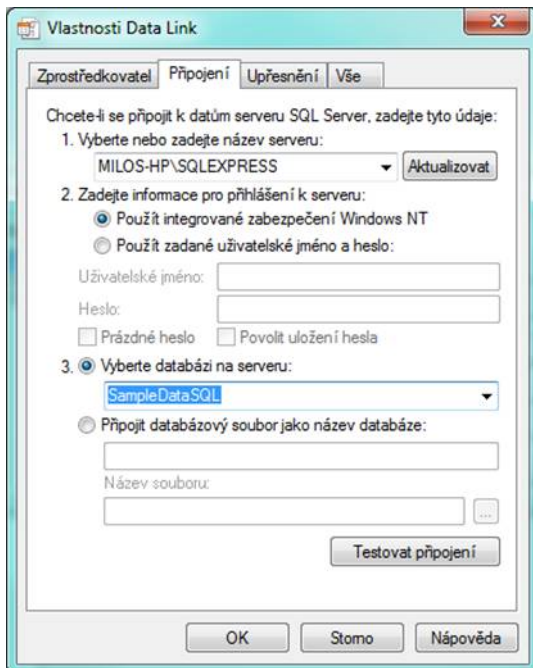 Vlastnosti Data Link
Zprostředkovatel Připojení Upřesnění Vše
Chcete-li se připojit k datům serveru SQL Server, zadejte tyto údaje:
1. Vyberte nebo zadejte název serveru:
MILOS-HP\SQLEXPRESS Aktualizovat
2. Zadejte informace pro přihlášení k serveru:
Použít integrované zabezpečení Windows NT
Použít zadané uživatelské jméno a heslo:
Uživatelské jméno:
Heslo:
Prázdné heslo Povolit uložení hesla
3. Vyberte databázi na serveru:
SampleDataSQL
Připojit databázový soubor jako název databáze:
Název souboru:
...
Testovat připojení
OK Storno Nápověda